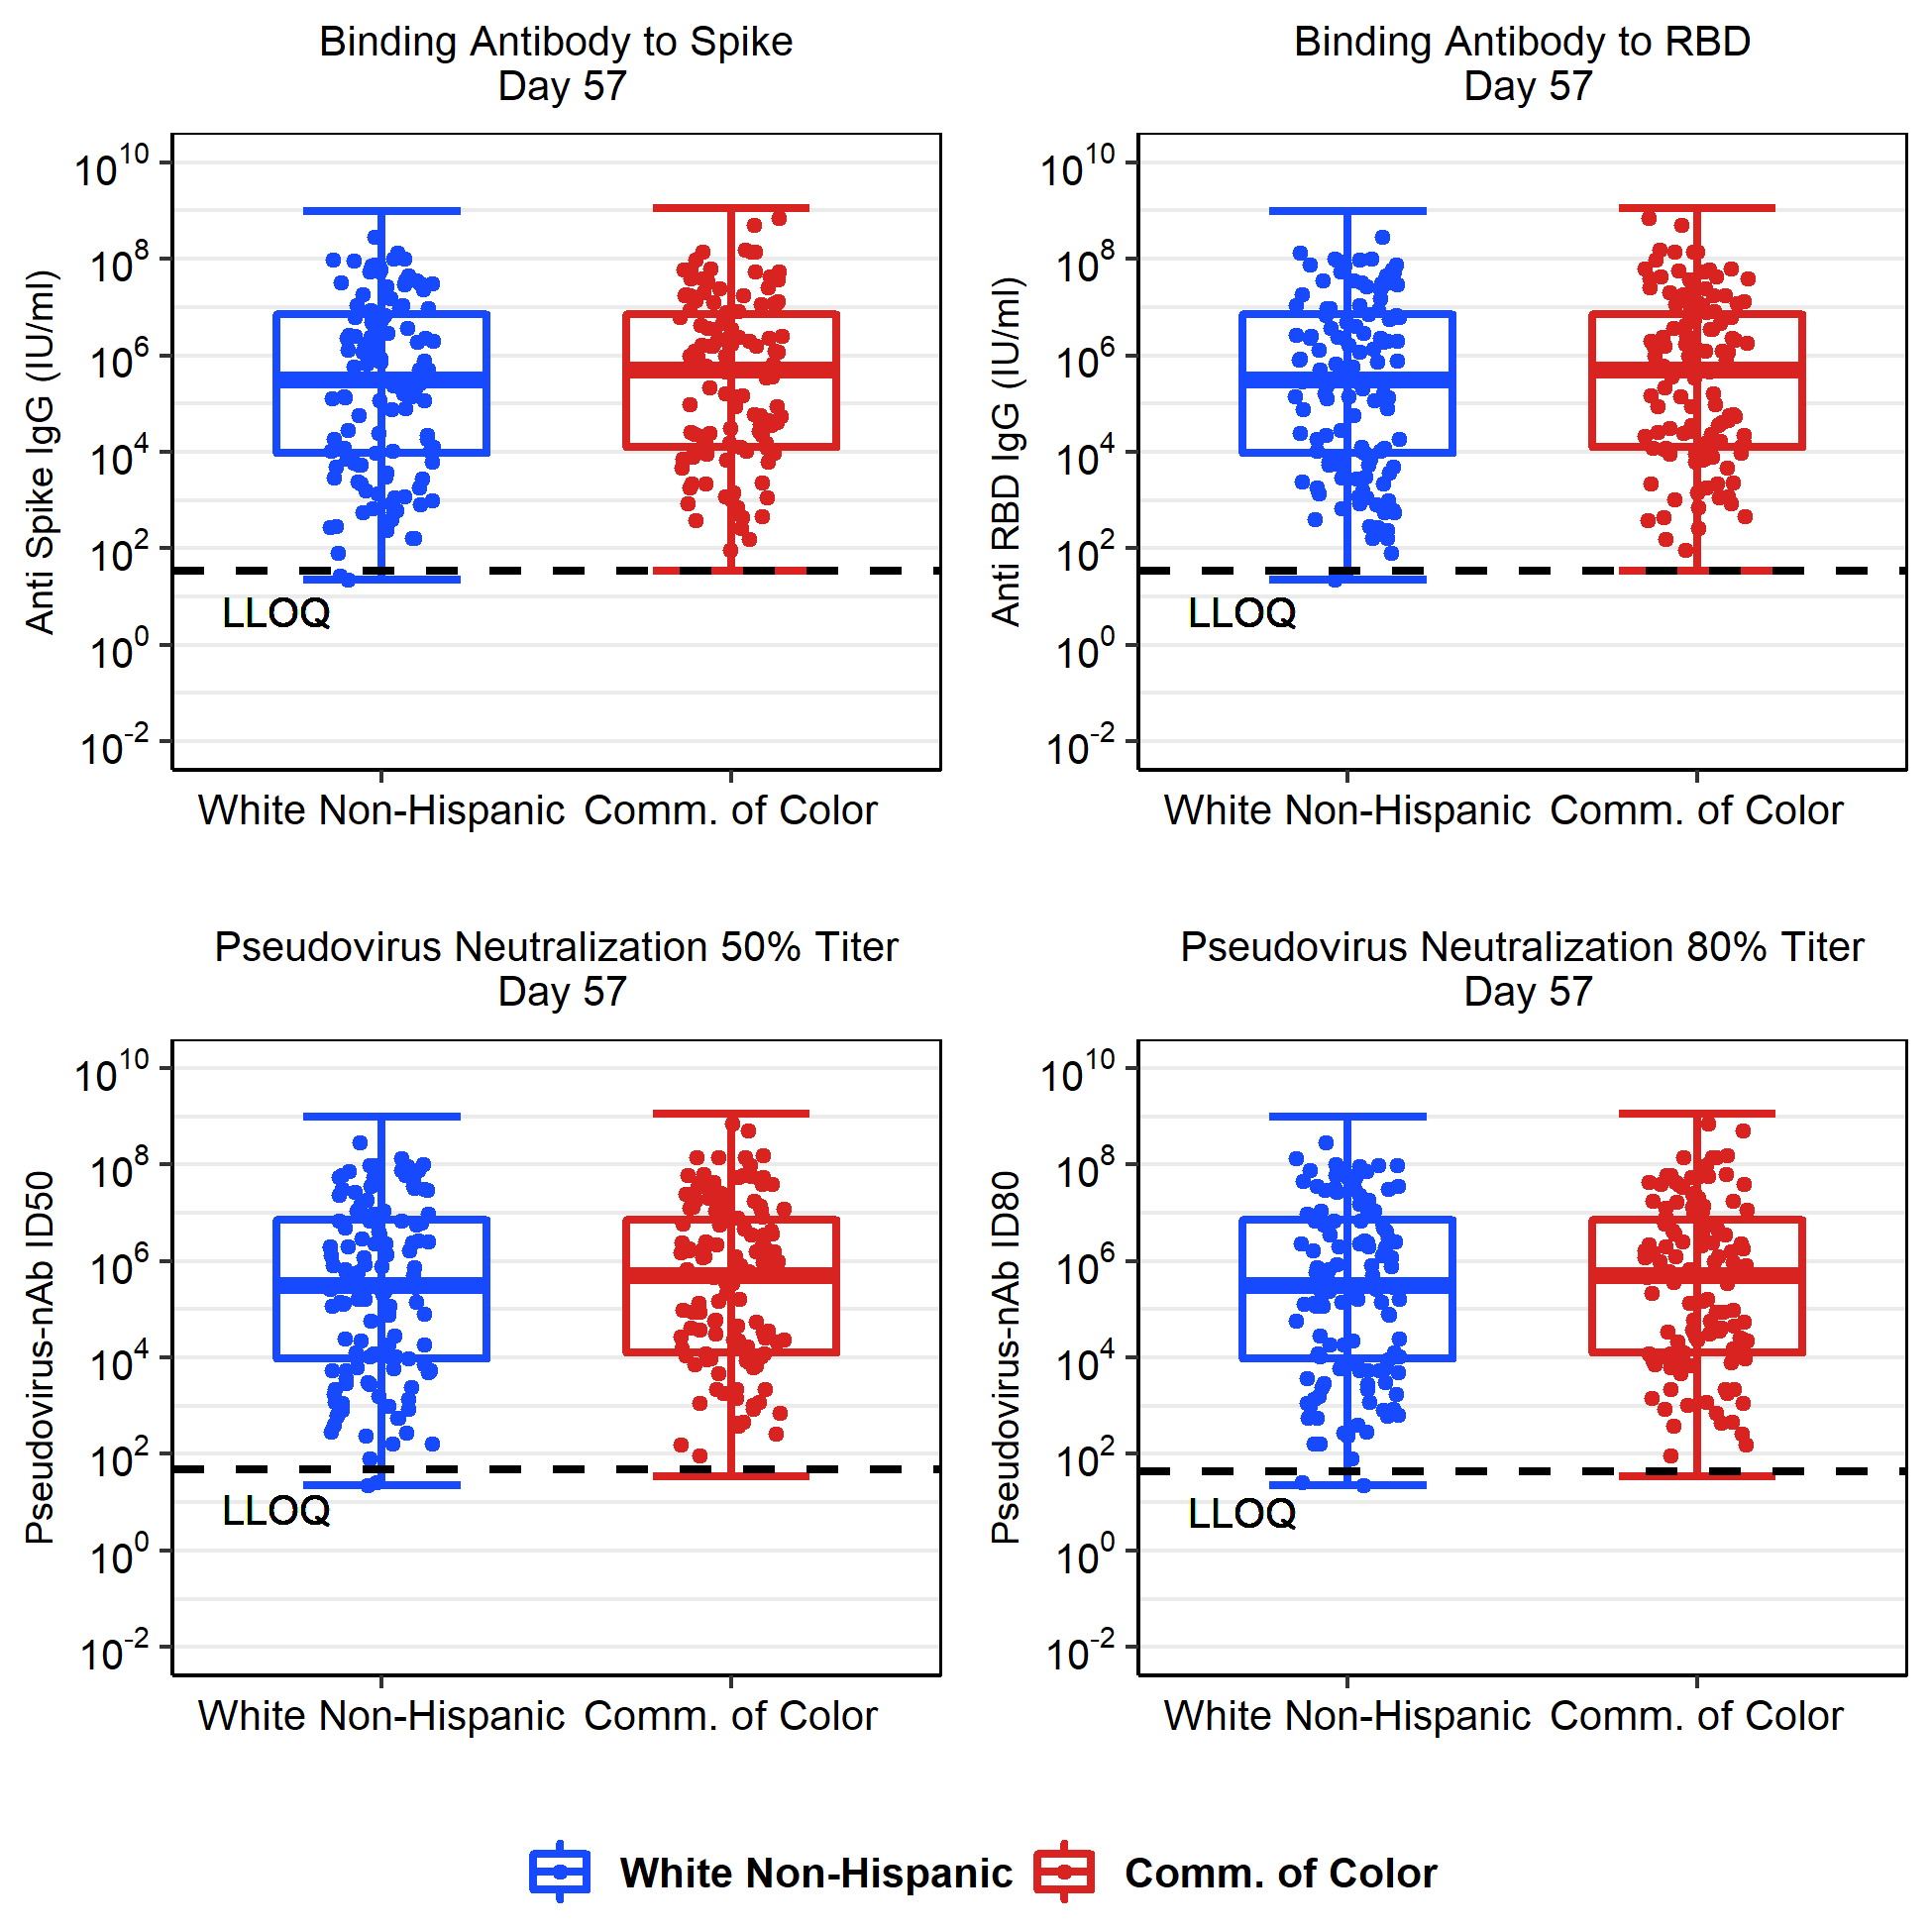 Binding Antibody to Spike
Day 57
Anti Spike IgG (IU/ml)
10^10
10^8
10^6
10^4
10^2
10^0
10^-2
LLOQ
White Non-Hispanic Comm. of Color
Binding Antibody to RBD
Day 57
Anti RBD IgG (IU/ml)
10^10
10^8
10^6
10^4
10^2
10^0
10^-2
LLOQ
White Non-Hispanic Comm. of Color
Pseudovirus Neutralization 50% Titer
Day 57
Pseudovirus-nAb ID50
10^10
10^8
10^6
10^4
10^2
10^0
10^-2
LLOQ
White Non-Hispanic Comm. of Color
Pseudovirus Neutralization 80% Titer
Day 57
Pseudovirus-nAb ID80
10^10
10^8
10^6
10^4
10^2
10^0
10^-2
LLOQ
White Non-Hispanic Comm. of Color
White Non-Hispanic Comm. of Color